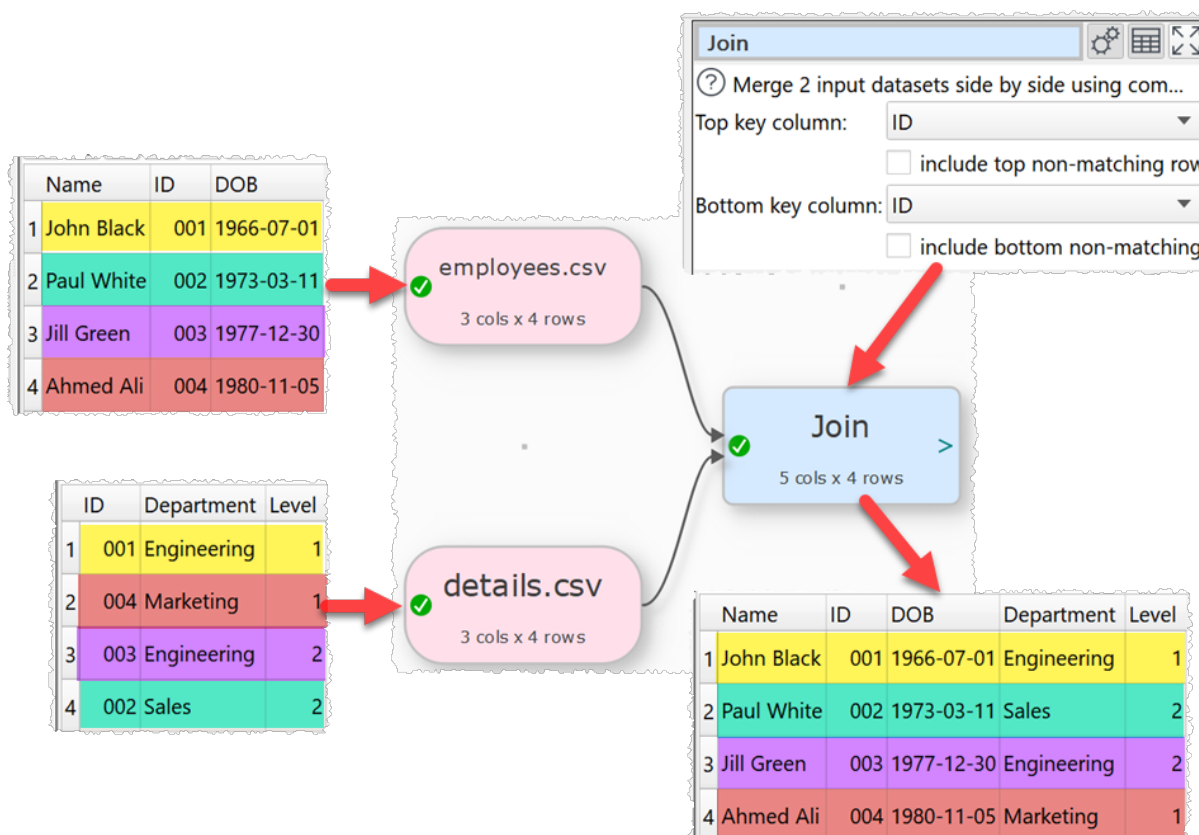 Join
? Merge 2 input datasets side by side using com...
Top key column: ID
include top non-matching row
Bottom key column: ID
include bottom non-matching
Name ID DOB
1 John Black 001 1966-07-01
2 Paul White 002 1973-03-11
3 Jill Green 003 1977-12-30
4 Ahmed Ali 004 1980-11-05
employees.csv
3 cols x 4 rows
Join
>
5 cols x 4 rows
ID Department Level
1 001 Engineering 1
2 004 Marketing 1
3 003 Engineering 2
4 002 Sales 2
details.csv
3 cols x 4 rows
Name ID DOB Department Level
1 John Black 001 1966-07-01 Engineering 1
2 Paul White 002 1973-03-11 Sales 2
3 Jill Green 003 1977-12-30 Engineering 2
4 Ahmed Ali 004 1980-11-05 Marketing 1